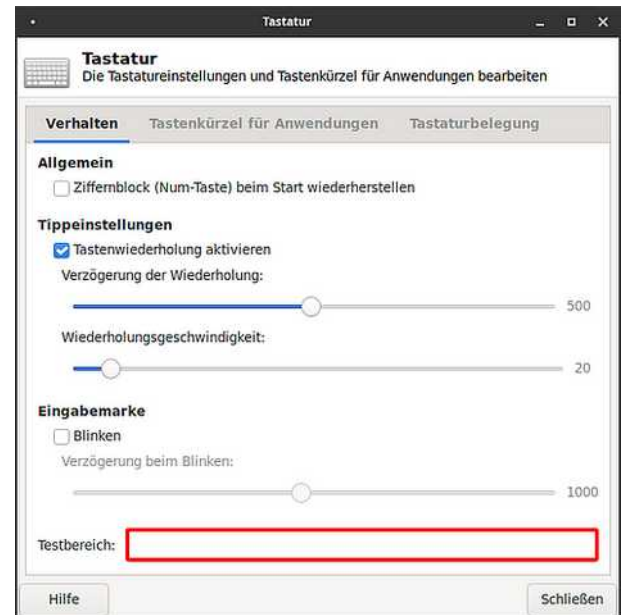 Tastatur
Tastatur
Die Tastatureinstellungen und Tastenkürzel für Anwendungen bearbeiten
Verhalten Tastenkürzel für Anwendungen Tastaturbelegung
Allgemein
Ziffernblock (Num-Taste) beim Start wiederherstellen
Tippeinstellungen
Tastenwiederholung aktivieren
Verzögerung der Wiederholung:
500
Wiederholungsgeschwindigkeit:
20
Eingabemarke
Blinken
Verzögerung beim Blinken:
1000
Testbereich:
Hilfe Schließen